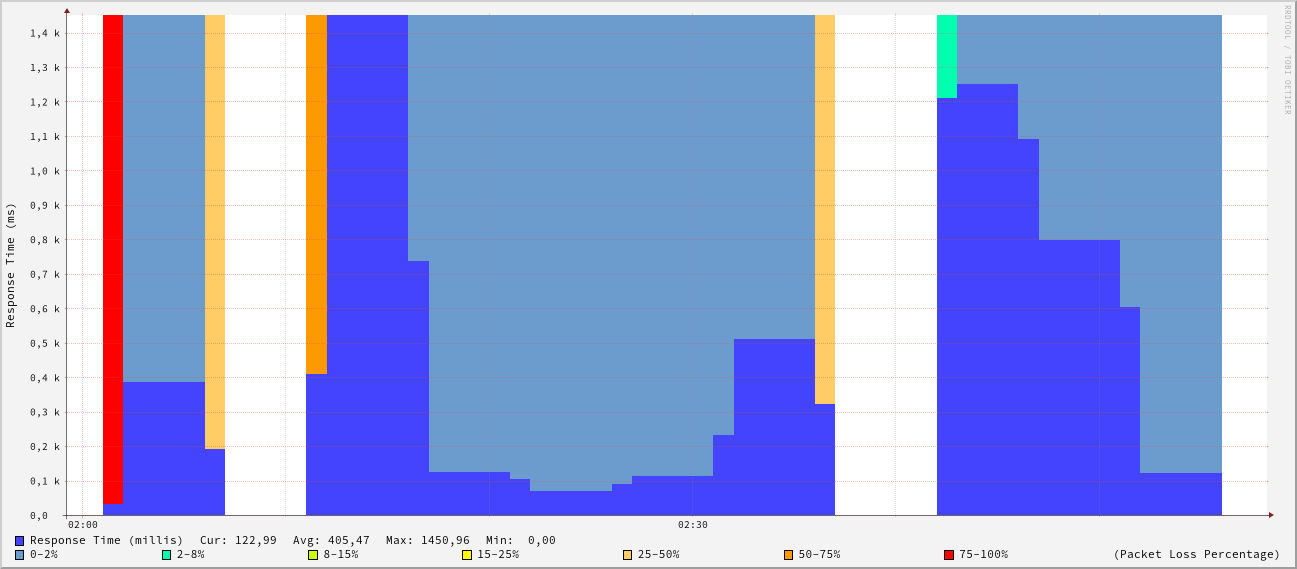 RRDTOOL / TOBI OETIKER
Response Time (ms)
1,4 k
1,3 k
1,2 k
1,1 k
1,0 k
0,9 k
0,8 k
0,7 k
0,6 k
0,5 k
0,4 k
0,3 k
0,2 k
0,1 k
0,0
02:00 02:30
Response Time (millis) Cur: 122,99 Avg: 405,47 Max: 1450,96 Min: 0,00
0-2% 2-8% 8-15% 15-25% 25-50% 50-75% 75-100% (Packet Loss Percentage)